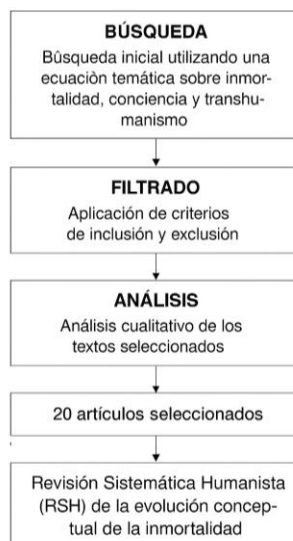 BÚSQUEDA
Bûsqueda inicial utilizando una
ecuaciòn temática sobre inmor-
talidad, conciencia y transhu-
manismo
FILTRADO
Aplicación de criterios
de inclusión y exclusión
ANÁLISIS
Análisis cualitativo de los
textos seleccionados
20 artículos seleccionados
Revisión Sistemática Humanista
(RSH) de la evolución concep-
tual de la inmortalidad